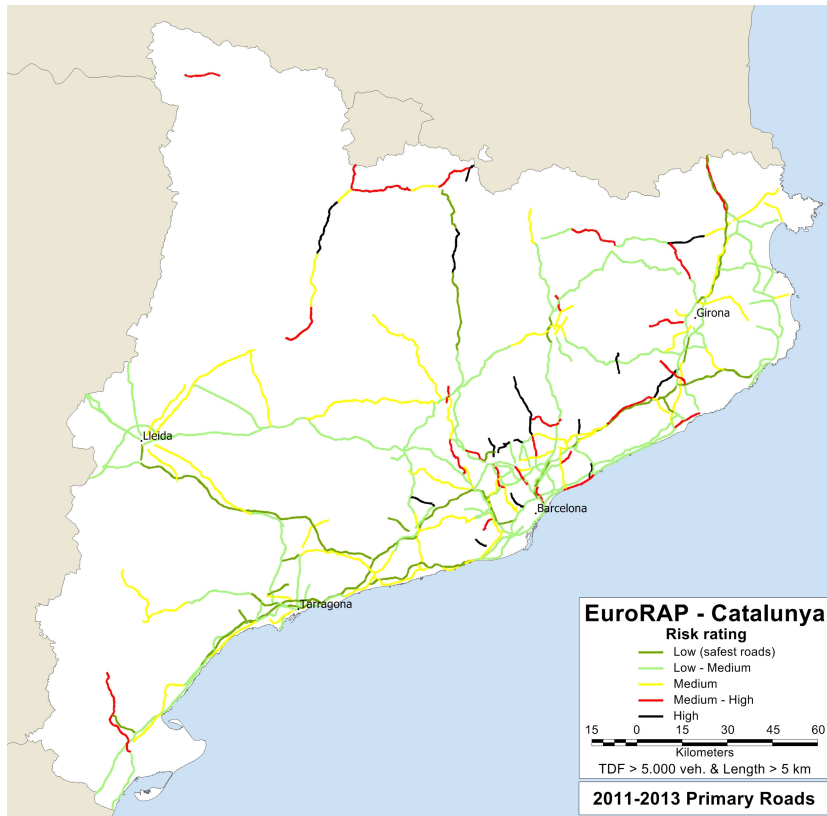 Girona
Lleida
Barcelona
Tarragona
EuroRAP - Catalunya
Risk rating
Low (safest roads)
Low - Medium
Medium
Medium - High
High
15 0 15 30 45 60
Kilometers
TDF > 5.000 veh. & Length > 5 km
2011-2013 Primary Roads